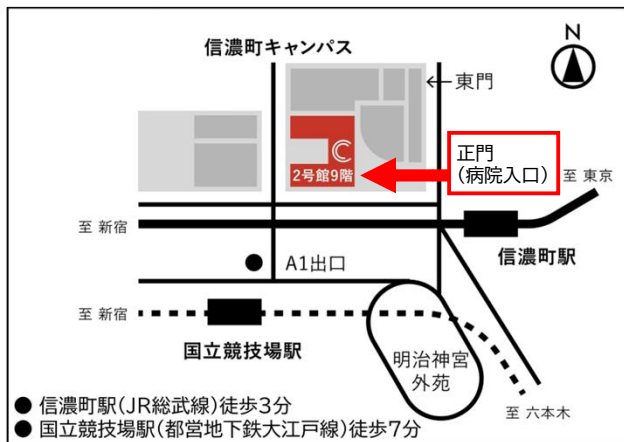 信濃町キャンパス
N
東門
正門
(病院入口)
2号館9階
至 東京
至 新宿
信濃町駅
A1出口
至 新宿
国立競技場駅
明治神宮
外苑
至 六本木
● 信濃町駅(JR総武線)徒歩3分
● 国立競技場駅(都営地下鉄大江戸線)徒歩7分